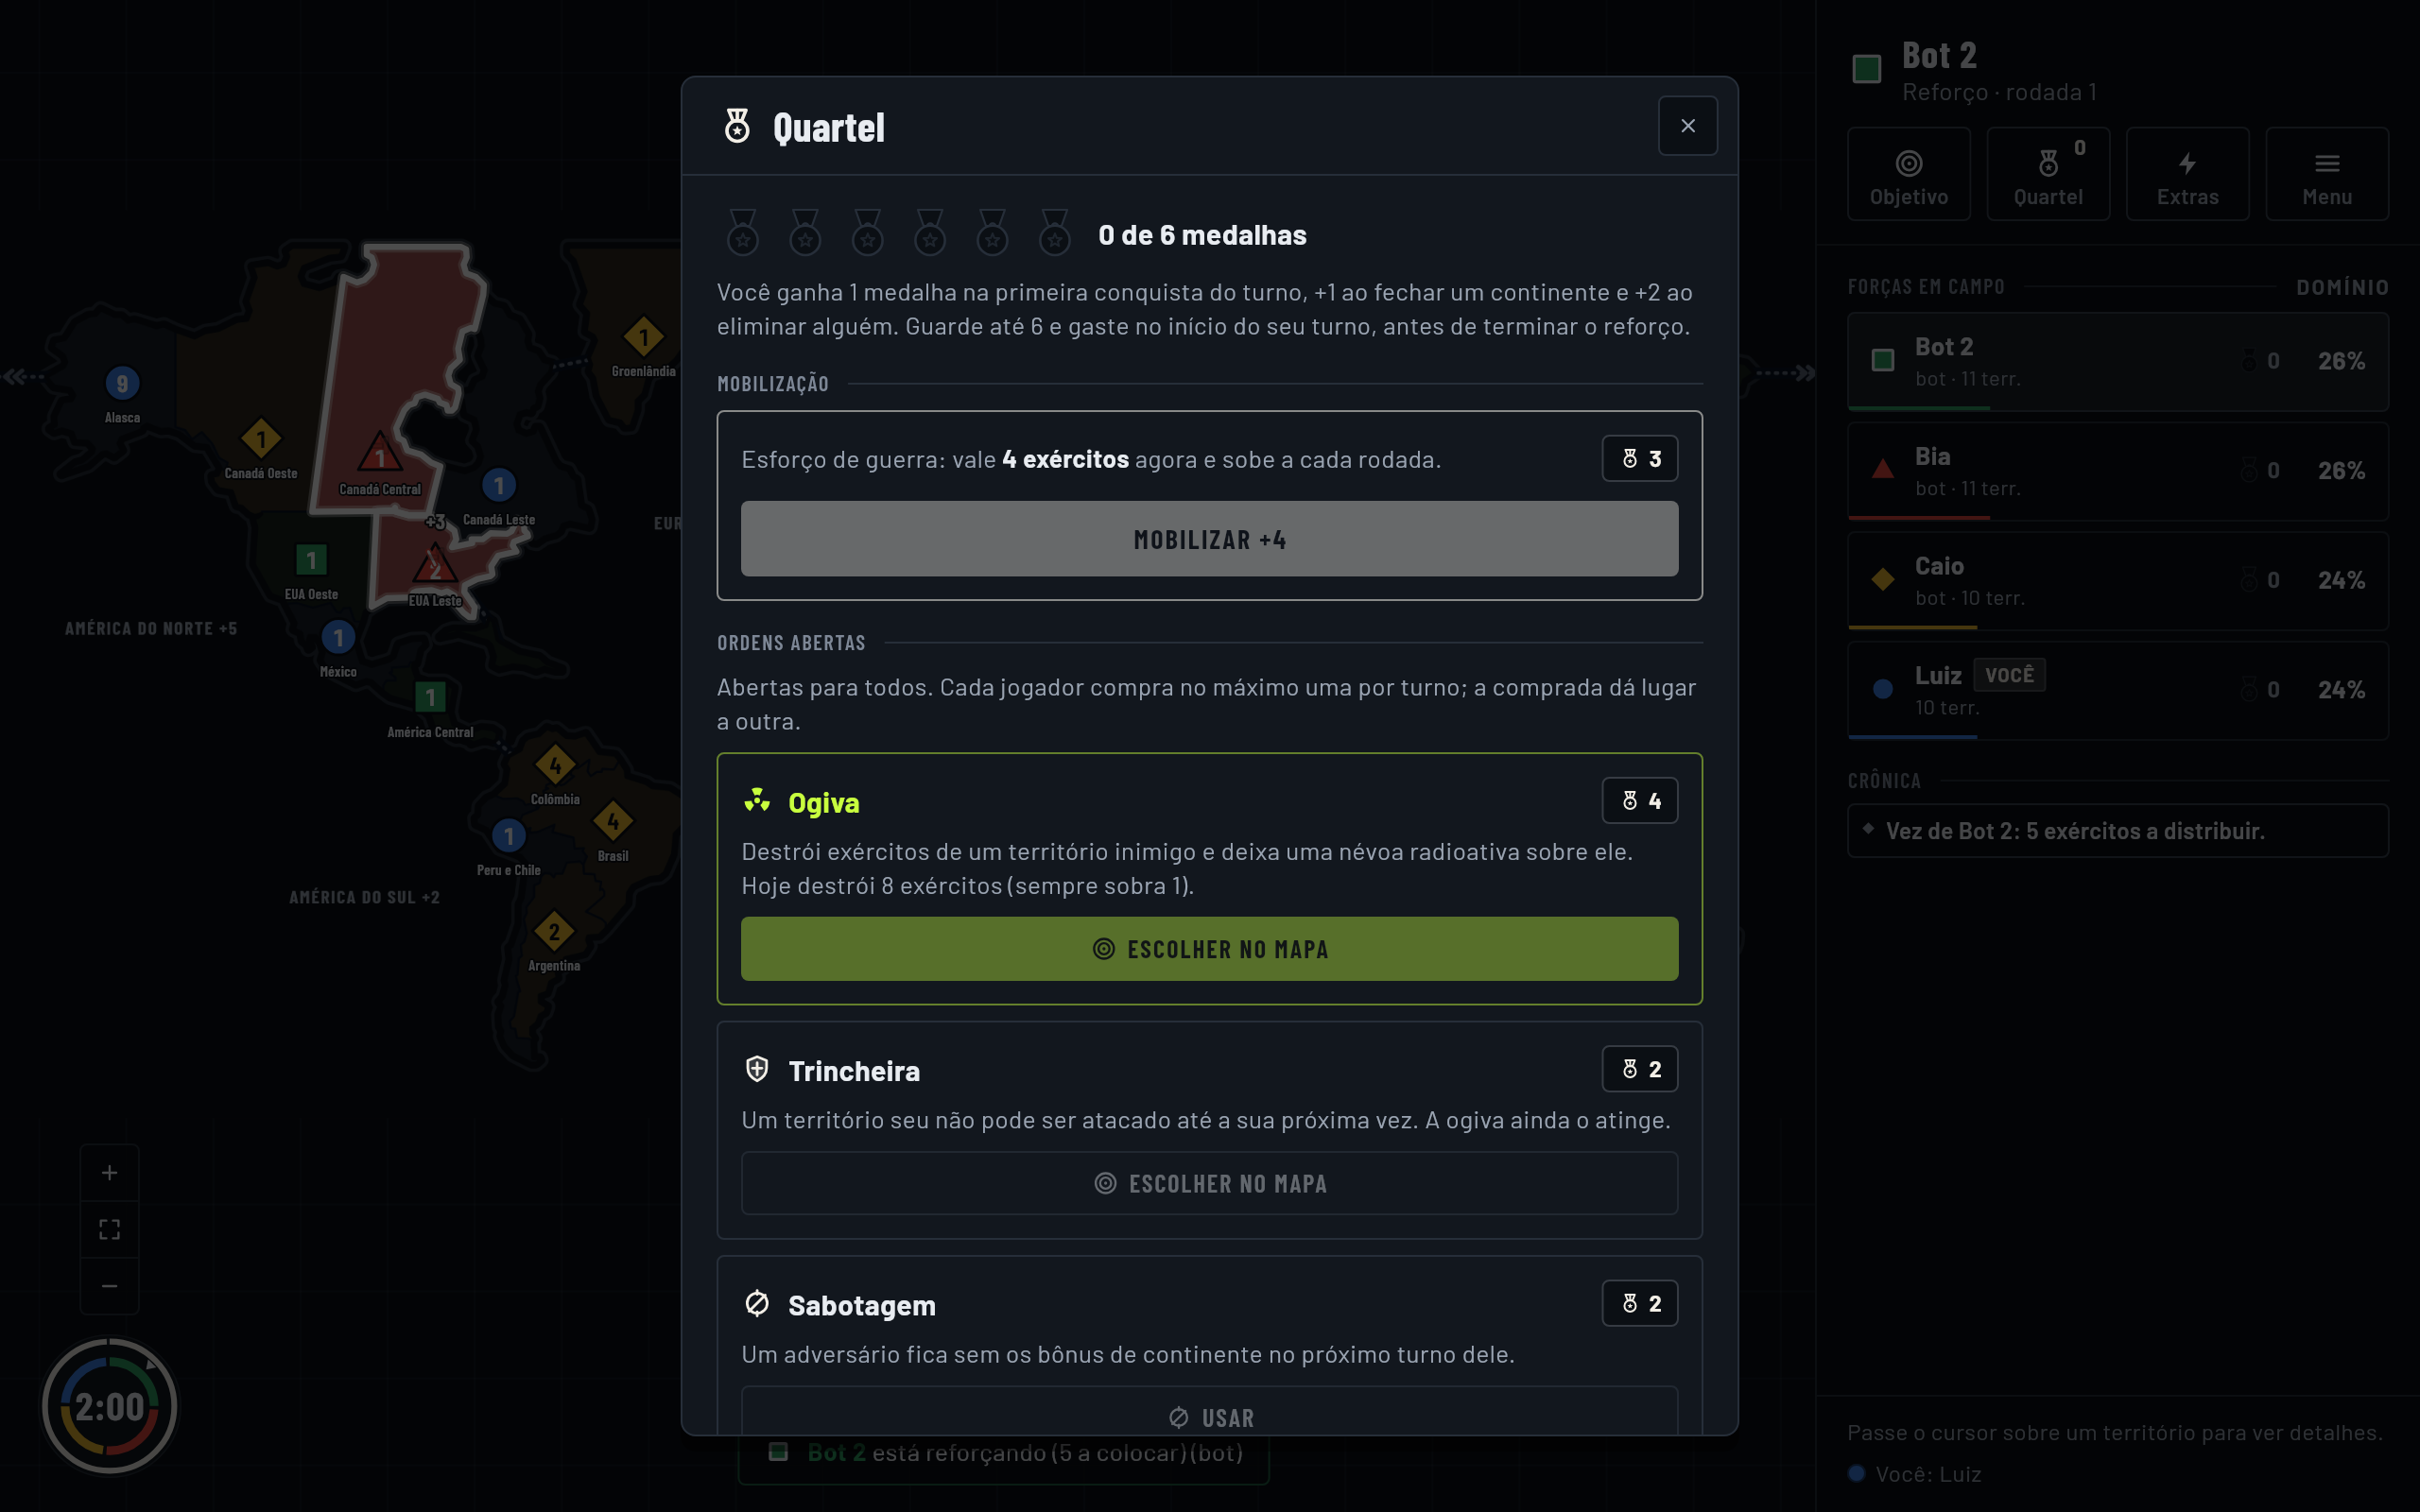 Quartel
0 de 6 medalhas
Você ganha 1 medalha na primeira conquista do turno, +1 ao fechar um continente e +2 ao
eliminar alguém. Guarde até 6 e gaste no início do seu turno, antes de terminar o reforço.
MOBILIZAÇÃO
Esforço de guerra: vale 4 exércitos agora e sobe a cada rodada.
3
MOBILIZAR +4
ORDENS ABERTAS
Abertas para todos. Cada jogador compra no máximo uma por turno; a comprada dá lugar
a outra.
Ogiva
4
Destrói exércitos de um território inimigo e deixa uma névoa radioativa sobre ele.
Hoje destrói 8 exércitos (sempre sobra 1).
ESCOLHER NO MAPA
Trincheira
2
Um território seu não pode ser atacado até a sua próxima vez. A ogiva ainda o atinge.
ESCOLHER NO MAPA
Sabotagem
2
Um adversário fica sem os bônus de continente no próximo turno dele.
USAR
Bot 2 está reforçando (5 a colocar) (bot)
9
Alasca
1
Canadá Oeste
1
Canadá Central
1
Canadá Leste
1
Groenlândia
EUR
+3
1
EUA Oeste
2
EUA Leste
AMÉRICA DO NORTE +5
1
México
1
América Central
4
Colômbia
4
Brasil
1
Peru e Chile
AMÉRICA DO SUL +2
2
Argentina
+
−
2:00
Bot 2
Reforço · rodada 1
Objetivo
0
Quartel
Extras
Menu
FORÇAS EM CAMPO
DOMÍNIO
Bot 2
bot · 11 terr.
0
26%
Bia
bot · 11 terr.
0
26%
Caio
bot · 10 terr.
0
24%
Luiz VOCÊ
10 terr.
0
24%
CRÔNICA
Vez de Bot 2: 5 exércitos a distribuir.
Passe o cursor sobre um território para ver detalhes.
Você: Luiz